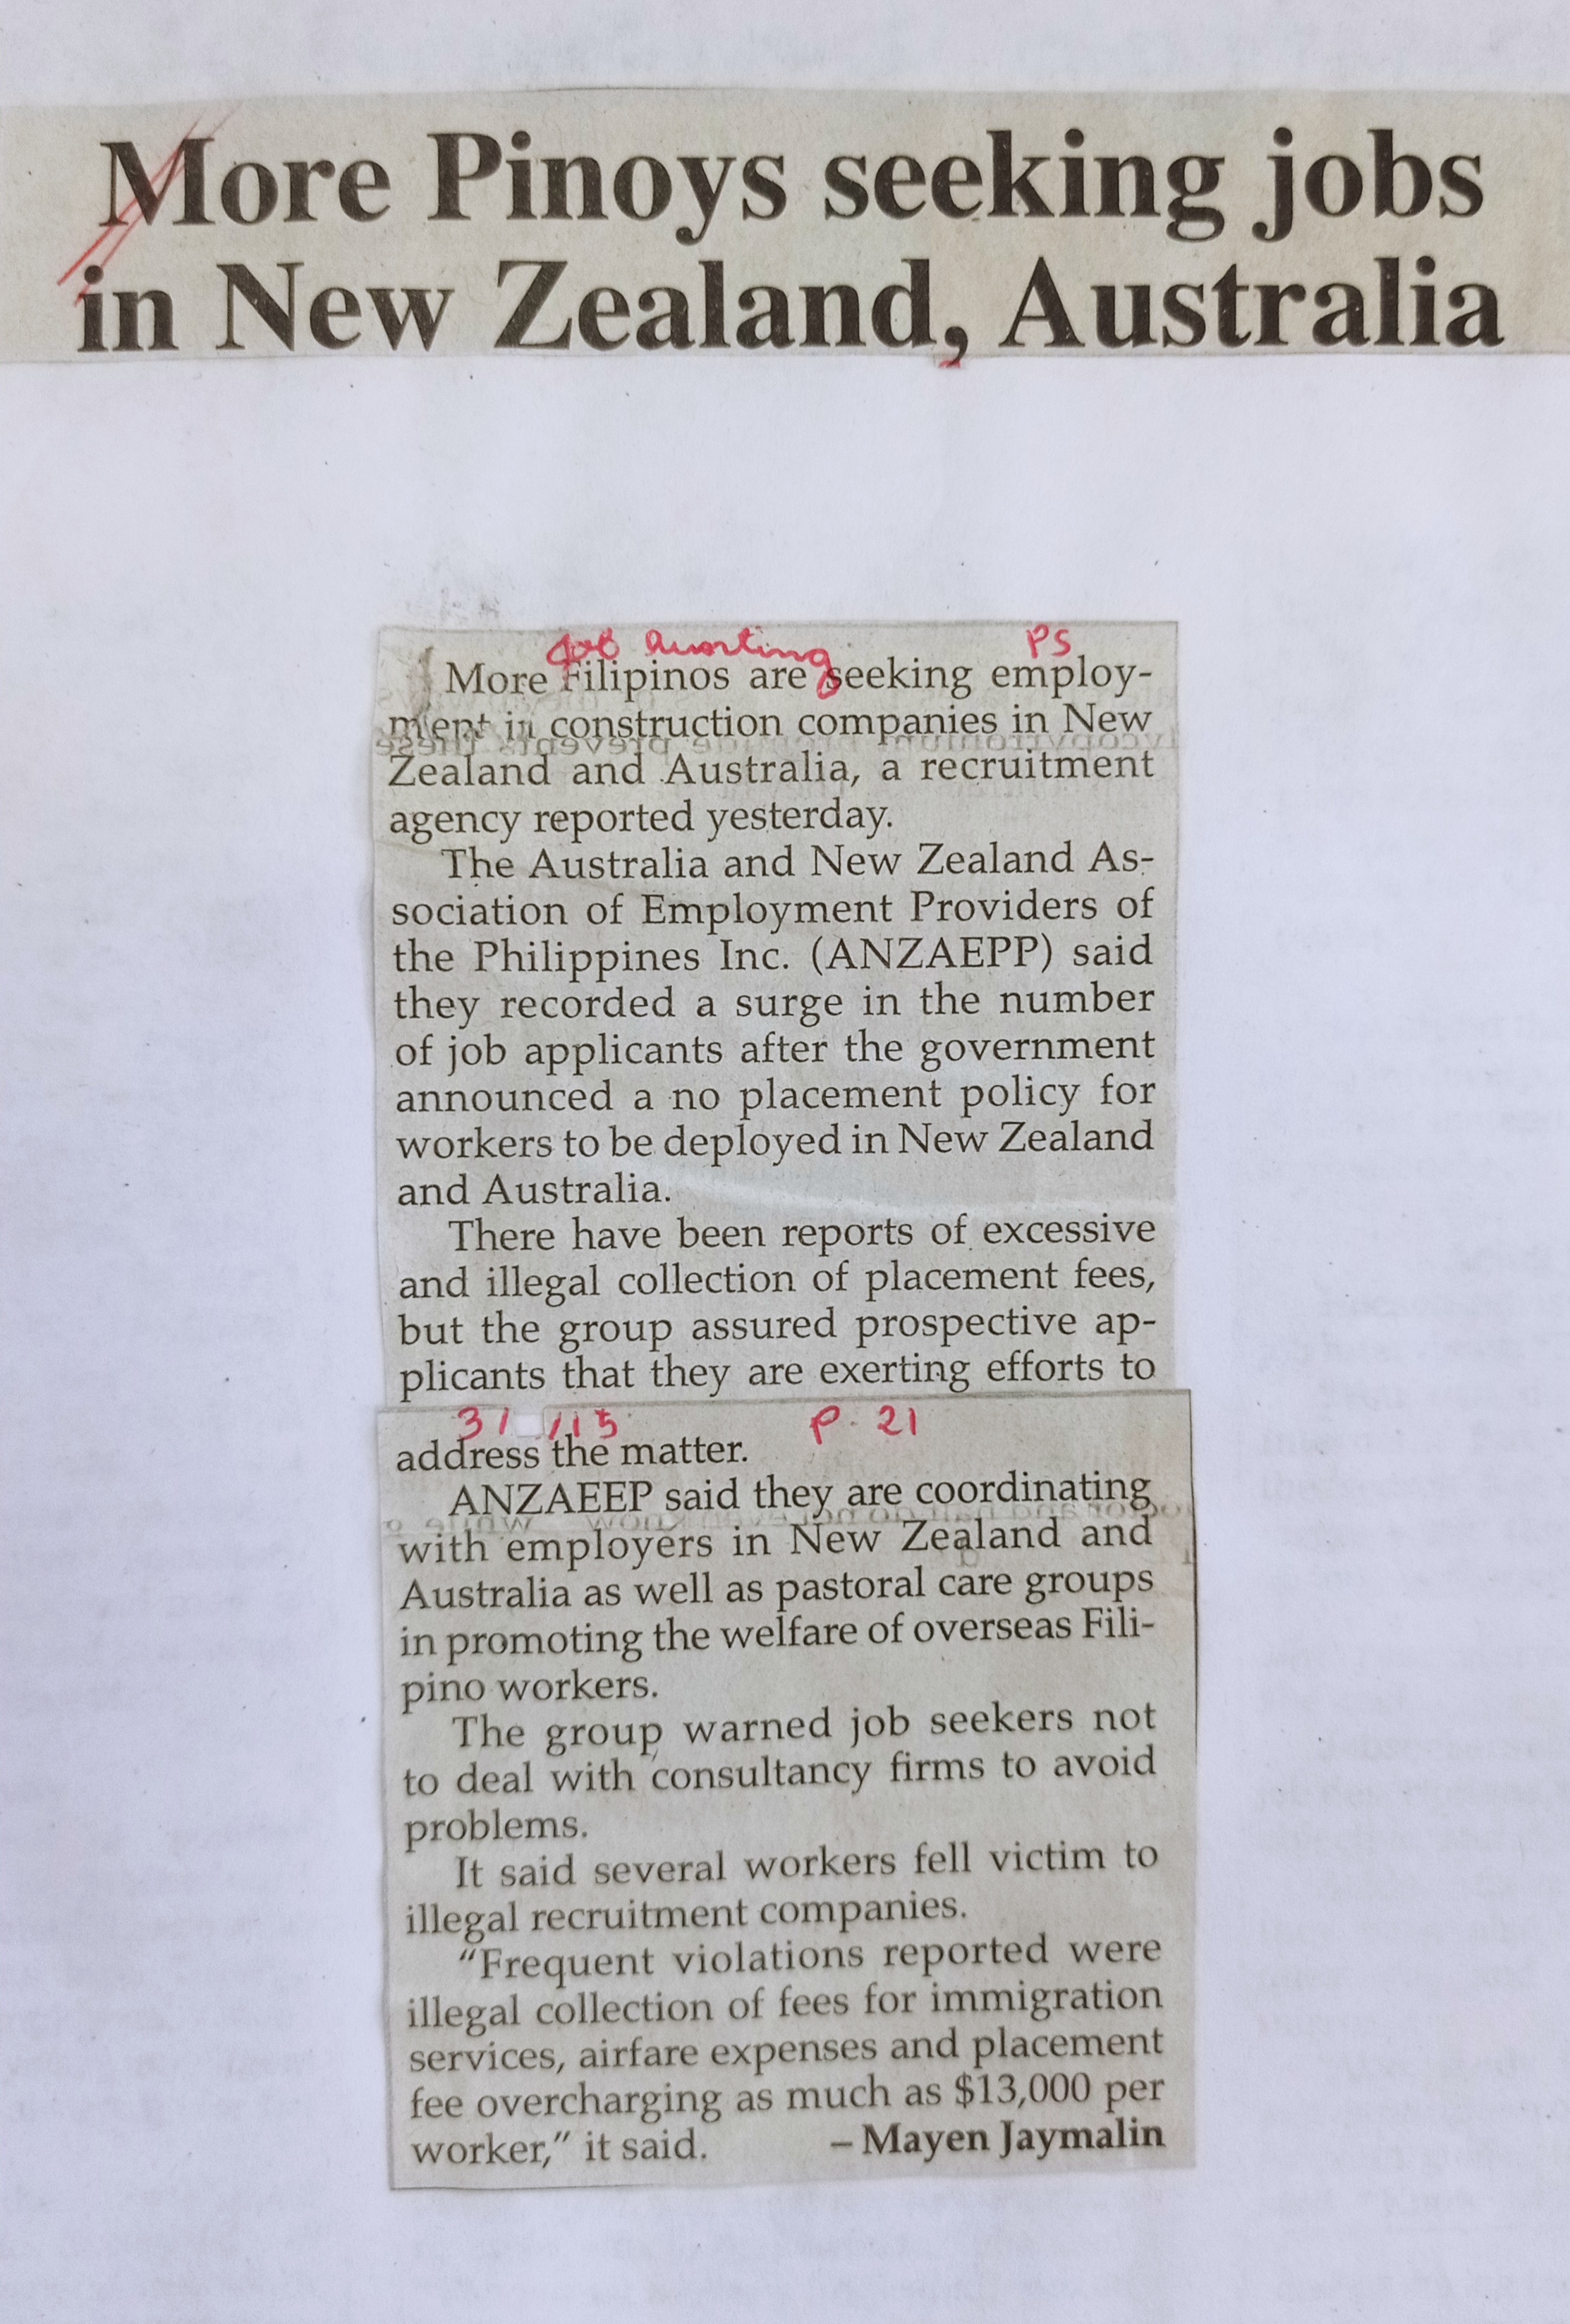 More Pinoys seeking jobs
in New Zealand, Australia
Job hunting PS
More Filipinos are seeking employ-
ment in construction companies in New
Zealand and Australia, a recruitment
agency reported yesterday.
The Australia and New Zealand As-
sociation of Employment Providers of
the Philippines Inc. (ANZAEPP) said
they recorded a surge in the number
of job applicants after the government
announced a no placement policy for
workers to be deployed in New Zealand
and Australia.
There have been reports of excessive
and illegal collection of placement fees,
but the group assured prospective ap-
plicants that they are exerting efforts to
P. 21
address the matter.
ANZAEEP said they are coordinating
with employers in New Zealand and
Australia as well as pastoral care groups
in promoting the welfare of overseas Fili-
pino workers.
The group warned job seekers not
to deal with consultancy firms to avoid
problems.
It said several workers fell victim to
illegal recruitment companies.
“Frequent violations reported were
illegal collection of fees for immigration
services, airfare expenses and placement
fee overcharging as much as $13,000 per
worker,” it said. – Mayen Jaymalin